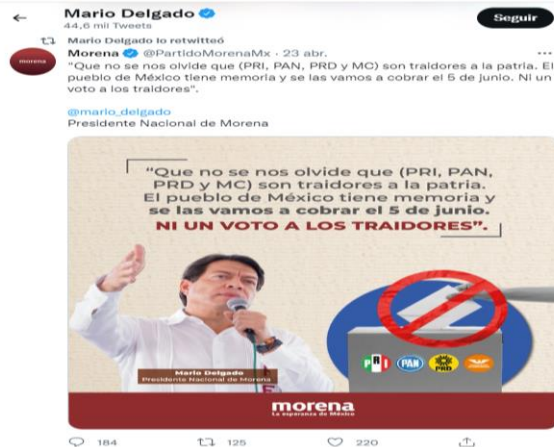 Mario Delgado
44,6 mil Tweets
Seguir
Mario Delgado lo retwitteó
Morena @PartidoMorenaMx · 23 abr.
morena
"Que no se nos olvide que (PRI, PAN, PRD y MC) son traidores a la patria. El
pueblo de México tiene memoria y se las vamos a cobrar el 5 de junio. Ni un
voto a los traidores".
@mario_delgado
Presidente Nacional de Morena
"Que no se nos olvide que (PRI, PAN,
PRD y MC) son traidores a la patria.
El pueblo de México tiene memoria y
se las vamos a cobrar el 5 de junio.
NI UN VOTO A LOS TRAIDORES".
PRI PAN PRD
Mario Delgado
Presidente Nacional de Morena
morena
La esperanza de México
184 125 220